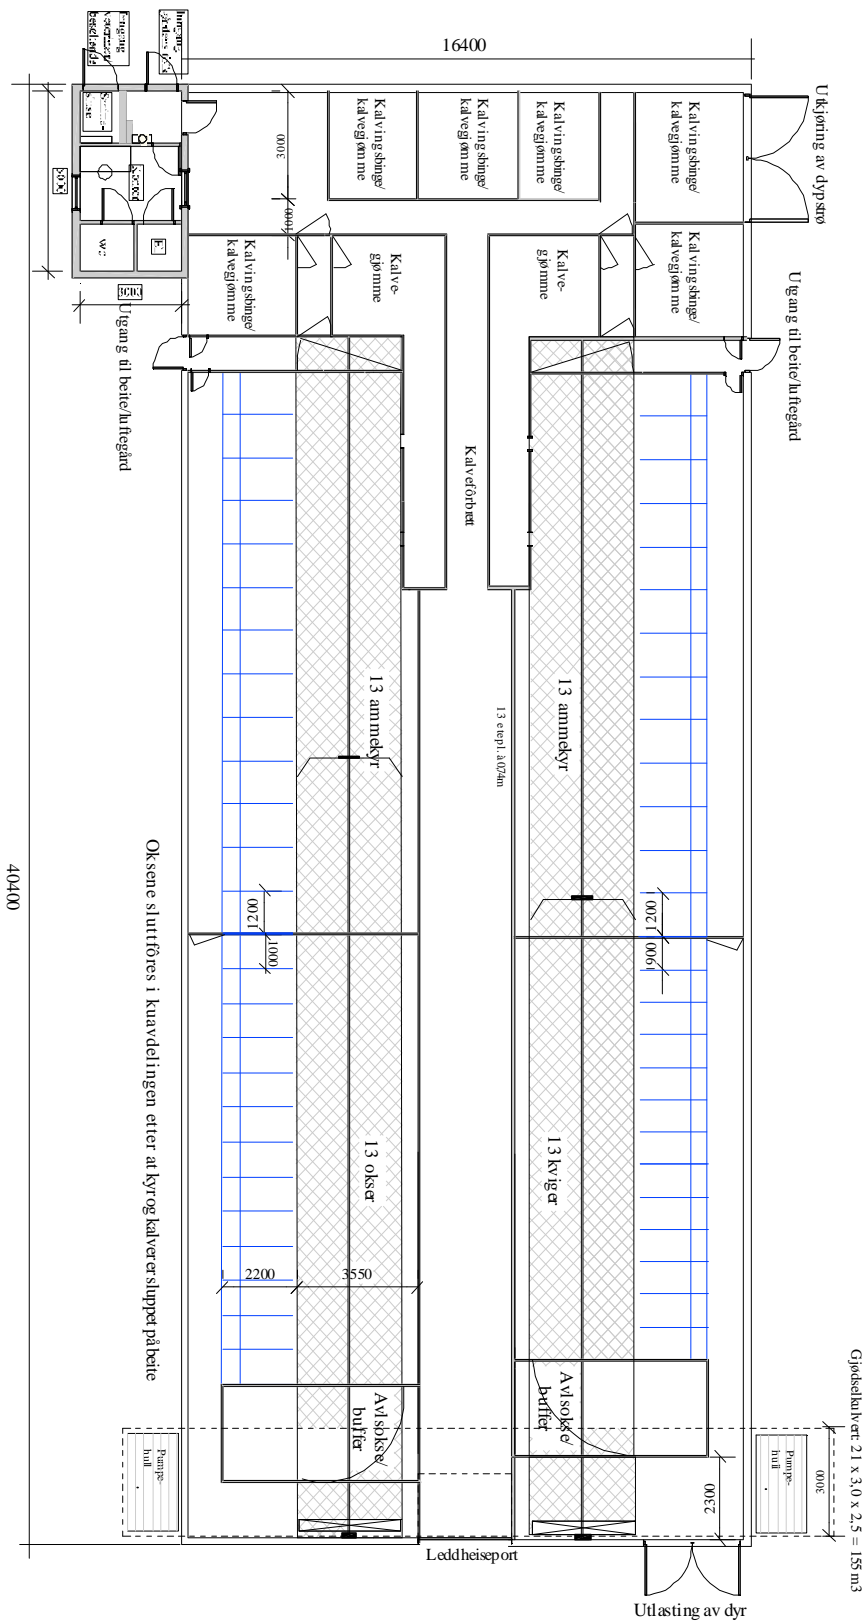 16400
Utkjøring av dypstrø
Kalvingsbinge/
kalvegjømme
Kalvingsbinge/
kalvegjømme
Kalvingsbinge/
kalvegjømme
Kalvingsbinge/
kalvegjømme
3000
1000
Kalvingsbinge/
kalvegjømme
Kalve-
gjømme
Kalve-
gjømme
Kalvingsbinge/
kalvegjømme
WC
E
Utgang til beite/luftegård
Utgang til beite/luftegård
Kalvefôrbrett
13 ammekyr
13 ammekyr
13 etepl. à 0,74m
1200
1000
1200
1900
40400
Oksene sluttfôres i kuavdelingen etter at kyr og kalver er sluppet på beite
13 okser
13 kviger
2200
3550
Avlsokse/
buffer
Avlsokse/
buffer
2300
3000
Pumpe-
hull
Pumpe-
hull
Gjødselkulvert: 21 x 3,0 x 2,5 = 155 m3
Leddheiseport
Utlasting av dyr